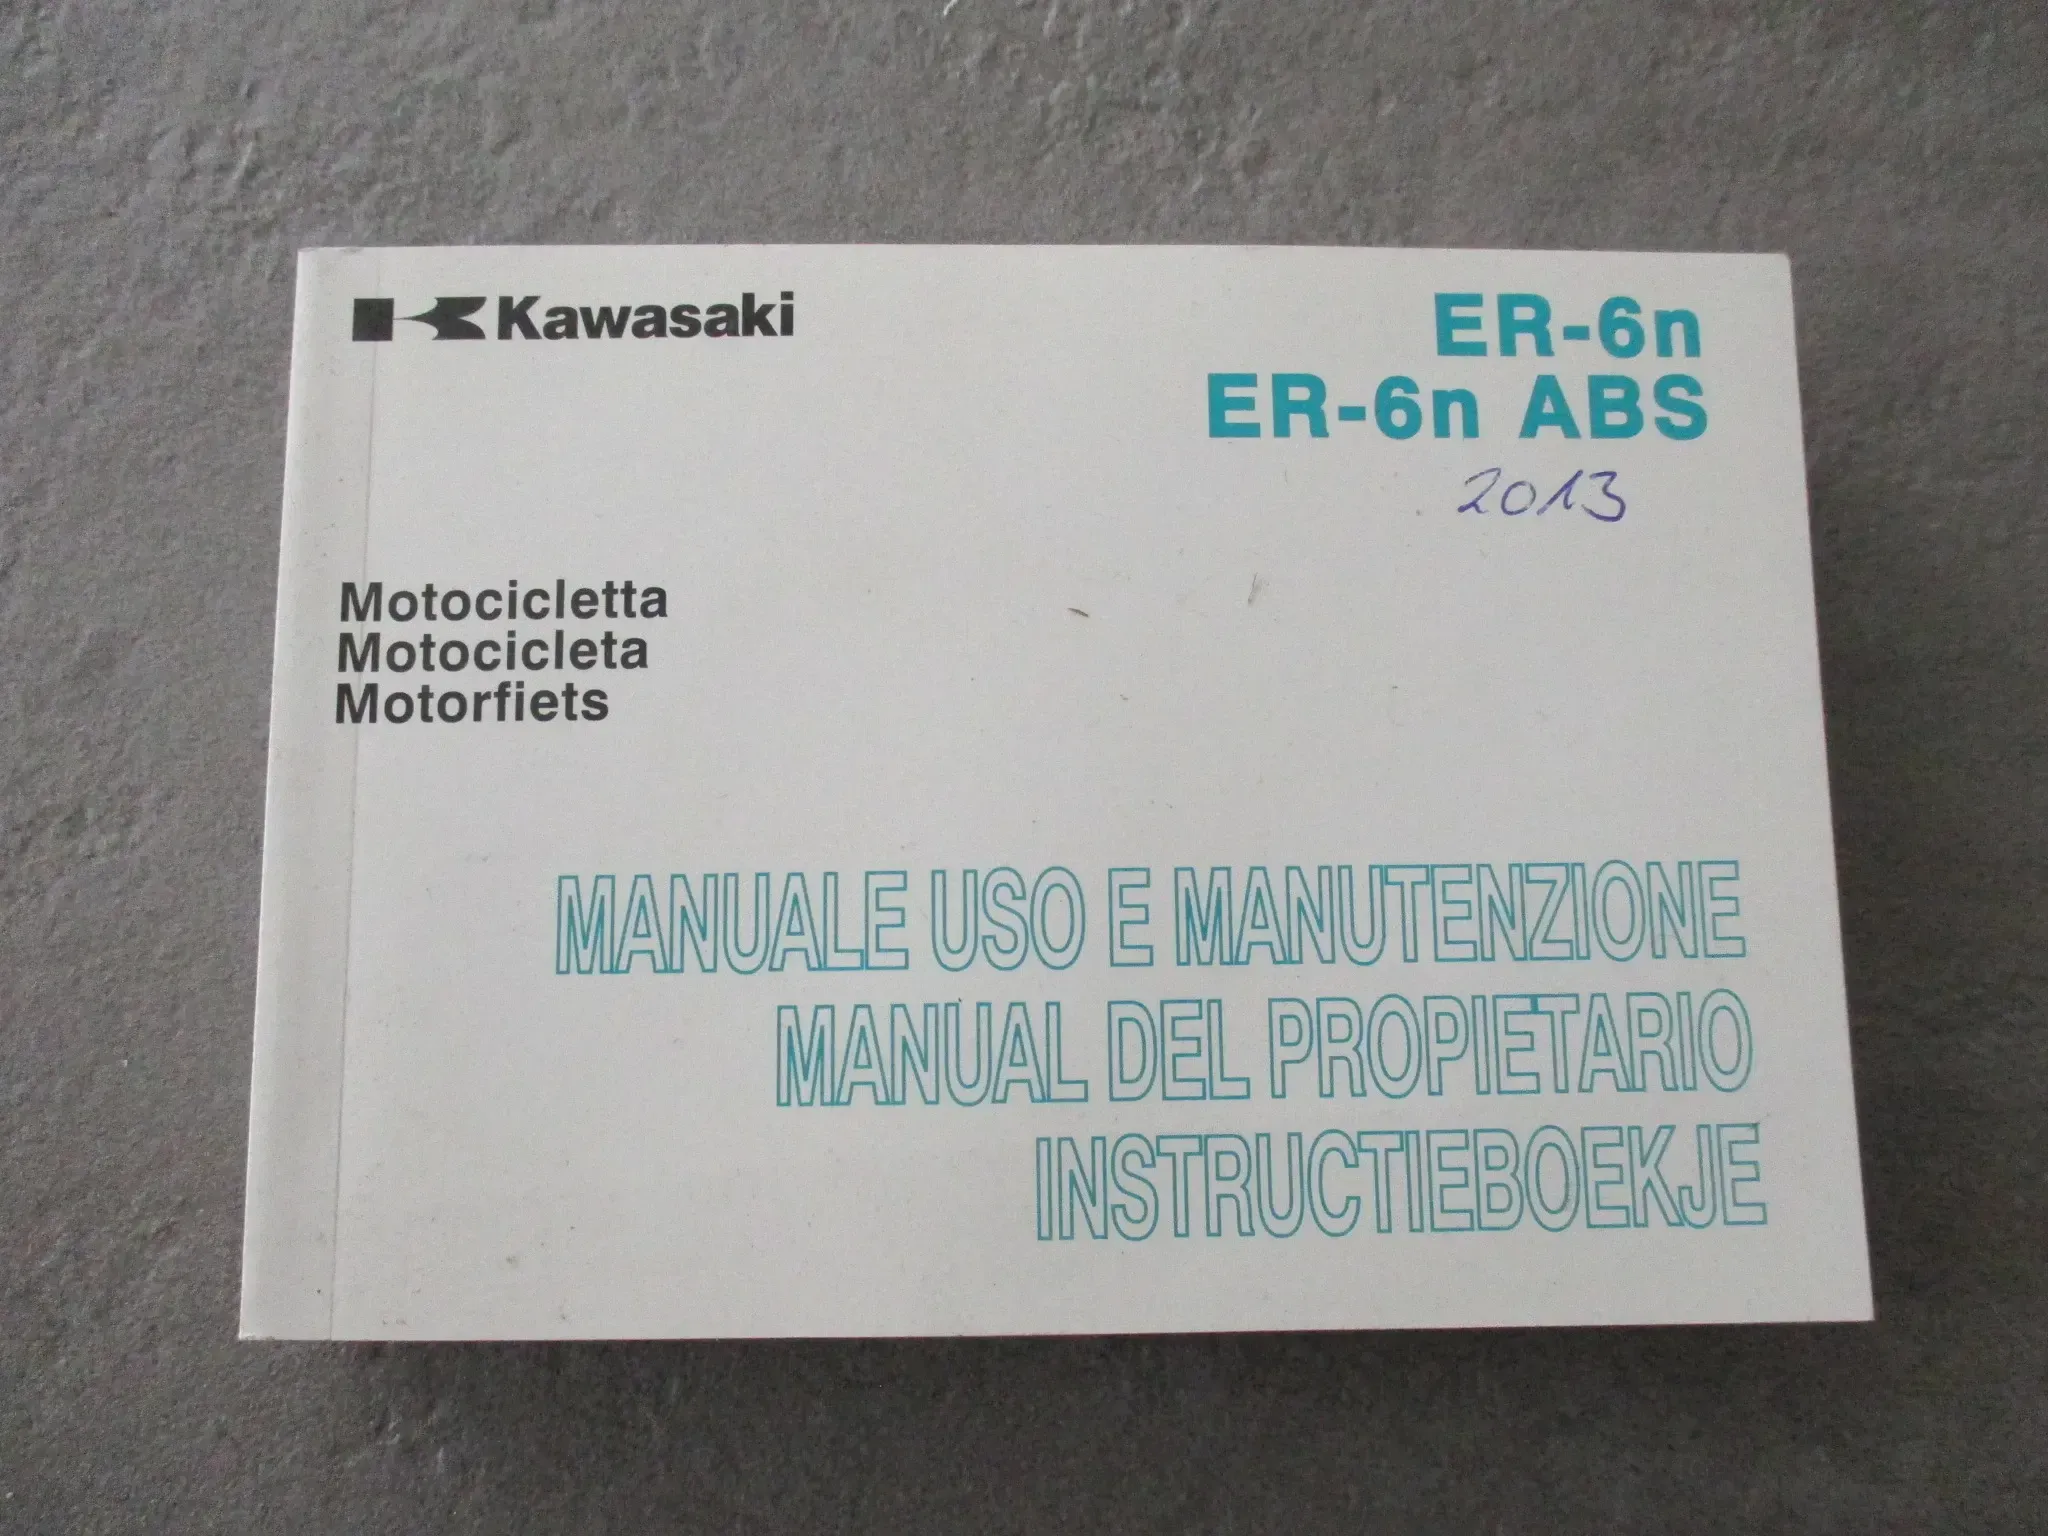 Kawasaki
ER-6n
ER-6n ABS
2013
Motocicletta
Motocicleta
Motorfiets
MANUALE USO E MANUTENZIONE
MANUAL DEL PROPIETARIO
INSTRUCTIEBOEKJE